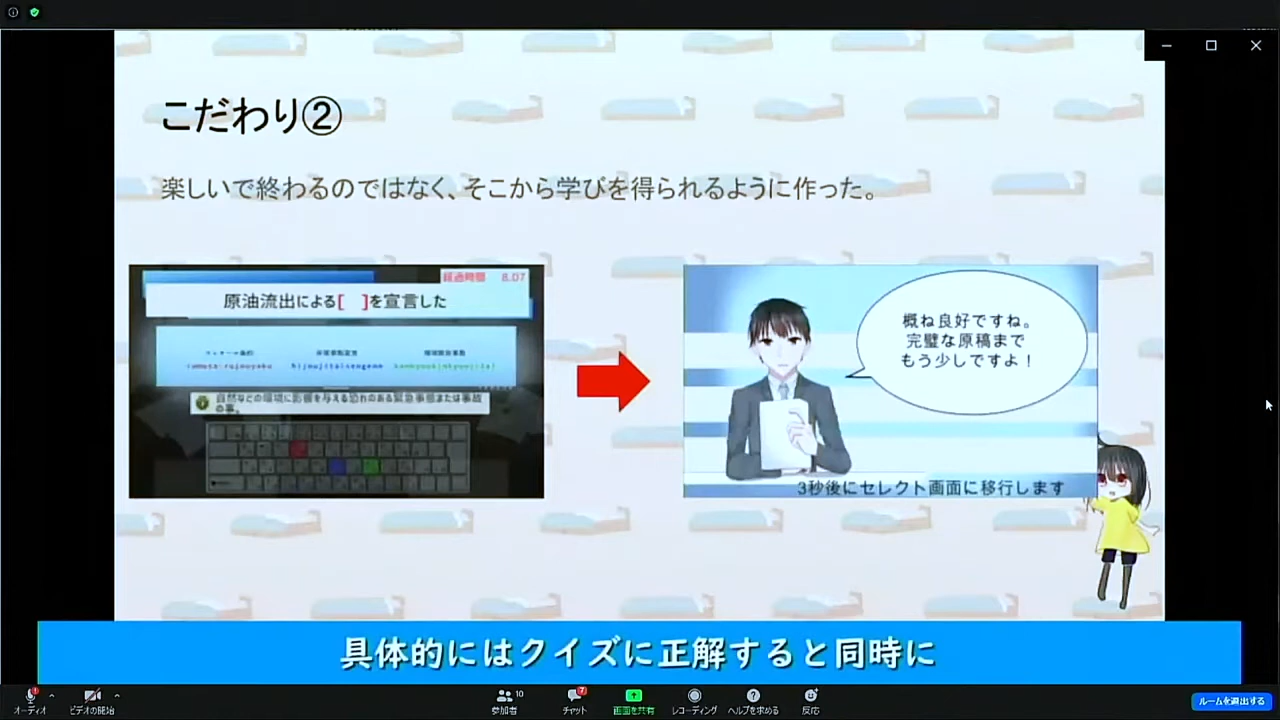 こだわり②
楽しいで終わるのではなく、そこから学びを得られるように作った。
経過時間 8.07
原油流出による[ ]を宣言した
hijoujitaisengenn
自然などの環境に影響を与える恐れのある緊急事態または事故
の事。
概ね良好ですね。
完璧な原稿まで
もう少しですよ！
3秒後にセレクト画面に移行します
具体的にはクイズに正解すると同時に
オーディオ
ビデオの開始
10
参加者
7
チャット
画面を共有
レコーディング
ヘルプを求める
反応
ルームを退出する